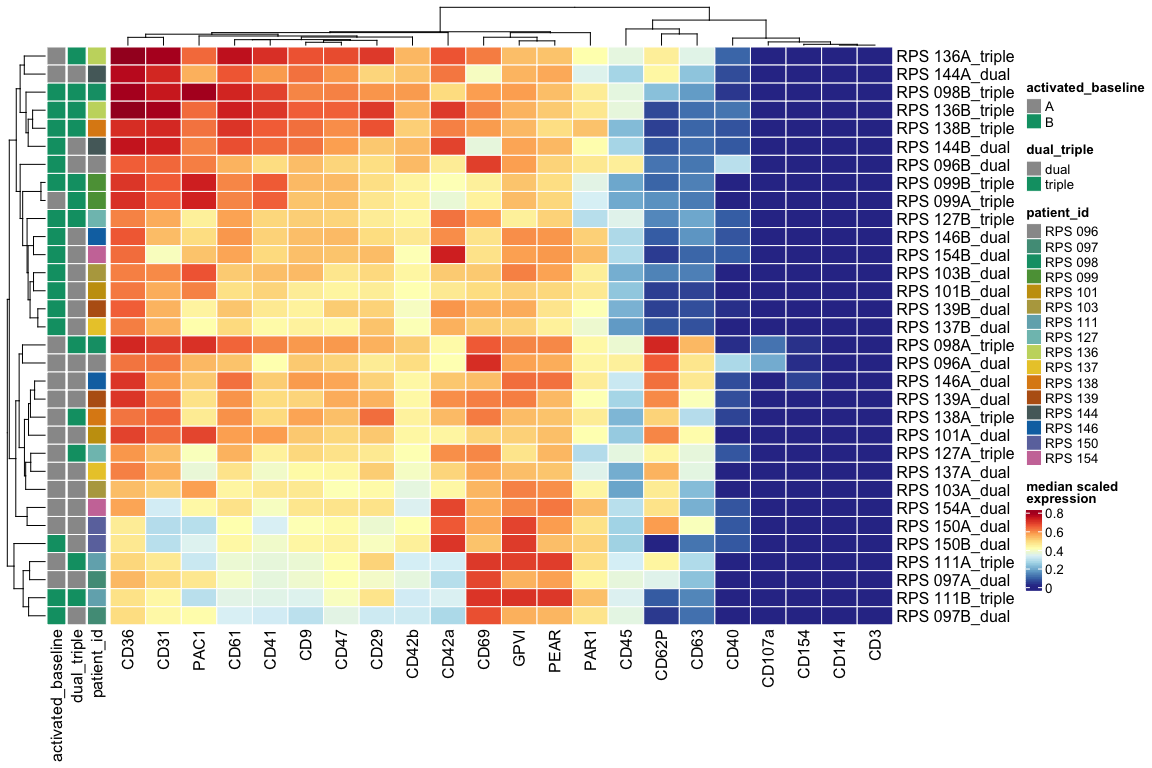 RPS 136A_triple
RPS 144A_dual
RPS 098B_triple
RPS 136B_triple
RPS 138B_triple
RPS 144B_dual
RPS 096B_dual
RPS 099B_triple
RPS 099A_triple
RPS 127B_triple
RPS 146B_dual
RPS 154B_dual
RPS 103B_dual
RPS 101B_dual
RPS 139B_dual
RPS 137B_dual
RPS 098A_triple
RPS 096A_dual
RPS 146A_dual
RPS 139A_dual
RPS 138A_triple
RPS 101A_dual
RPS 127A_triple
RPS 137A_dual
RPS 103A_dual
RPS 154A_dual
RPS 150A_dual
RPS 150B_dual
RPS 111A_triple
RPS 097A_dual
RPS 111B_triple
RPS 097B_dual
activated_baseline
dual_triple
patient_id
CD36
CD31
PAC1
CD61
CD41
CD9
CD47
CD29
CD42b
CD42a
CD69
GPVI
PEAR
PAR1
CD45
CD62P
CD63
CD40
CD107a
CD154
CD141
CD3
activated_baseline
A
B
dual_triple
dual
triple
patient_id
RPS 096
RPS 097
RPS 098
RPS 099
RPS 101
RPS 103
RPS 111
RPS 127
RPS 136
RPS 137
RPS 138
RPS 139
RPS 144
RPS 146
RPS 150
RPS 154
median scaled
expression
0.8
0.6
0.4
0.2
0